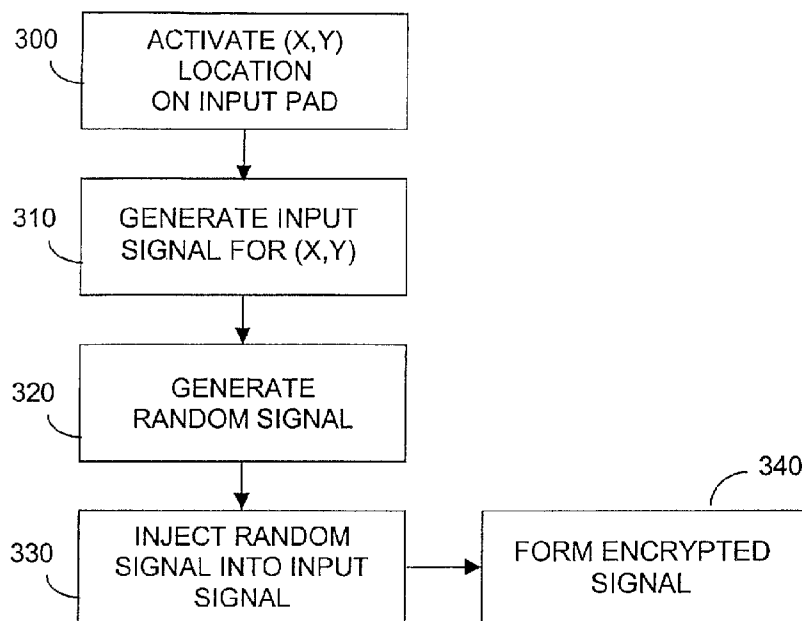 300
ACTIVATE (X,Y)
LOCATION
ON INPUT PAD
310
GENERATE INPUT
SIGNAL FOR (X,Y)
320
GENERATE
RANDOM SIGNAL
330
INJECT RANDOM
SIGNAL INTO INPUT
SIGNAL
340
FORM ENCRYPTED
SIGNAL